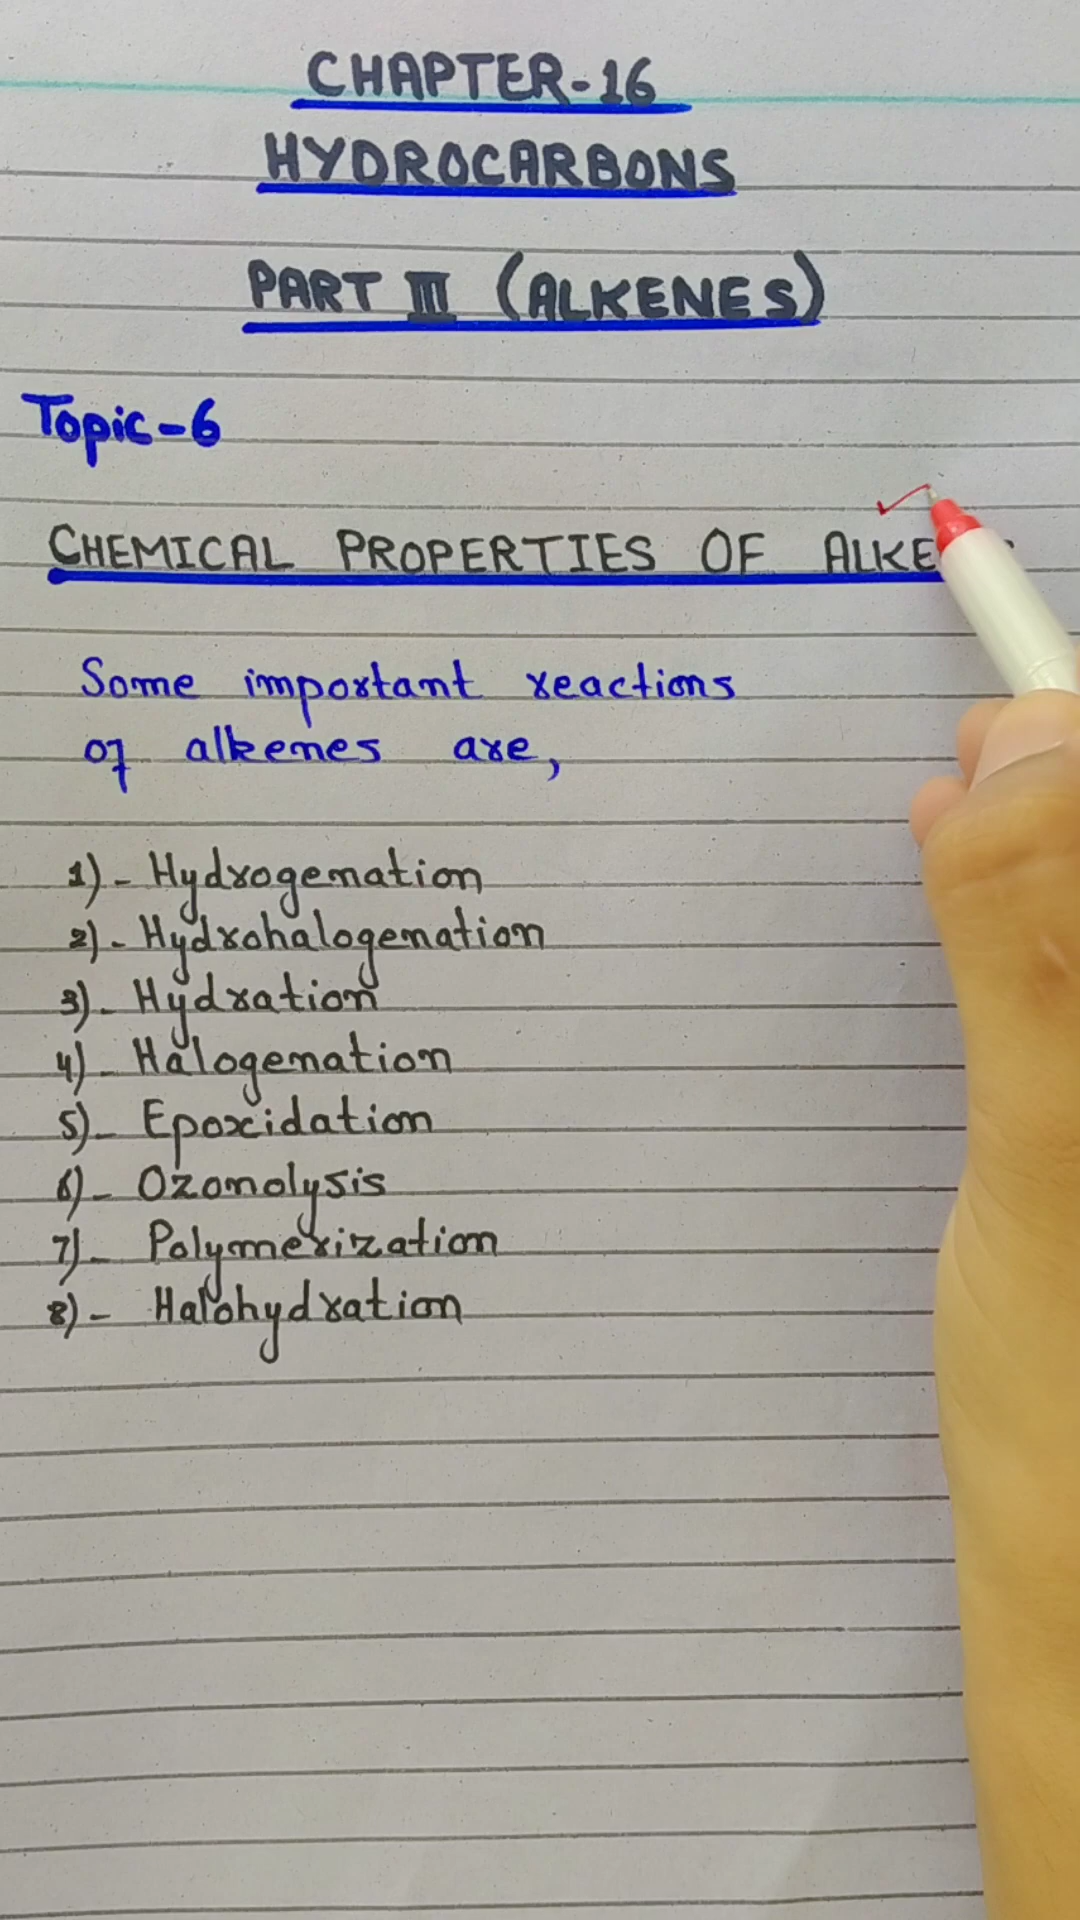 CHAPTER-16
HYDROCARBONS
PART III (ALKENES)
Topic-6
CHEMICAL PROPERTIES OF
Some important reactions
of alkenes are,
1)- Hydrogenation
2)- Hydrohalogenation
3)- Hydration
4)- Halogenation
5)- Epoxidation
6)- Ozonolysis
7)- Polymerization
8)- Halohydration